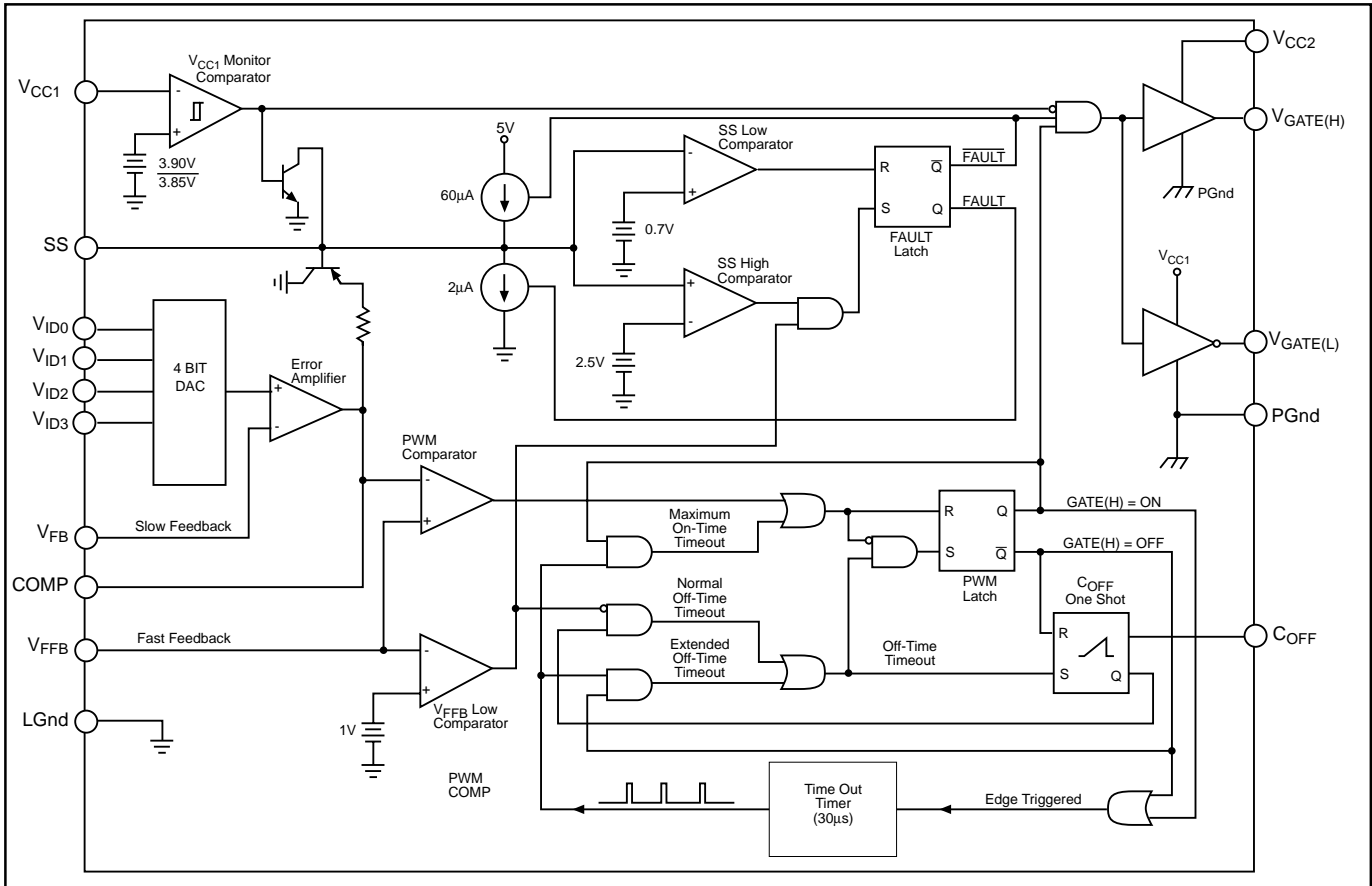 VCC1 Monitor
Comparator
VCC1
-
+
3.90V
3.85V
5V
60μA
SS Low
Comparator
-
+
0.7V
R
Q̅
F̅A̅U̅L̅T̅
S
Q
FAULT
FAULT
Latch
VCC2
VGATE(H)
PGnd
SS
2μA
SS High
Comparator
+
-
2.5V
VCC1
VGATE(L)
PGnd
VID0
VID1
VID2
VID3
4 BIT
DAC
Error
Amplifier
+
-
PWM
Comparator
-
+
VFB
Slow Feedback
COMP
VFFB
Fast Feedback
-
+
VFFB Low
Comparator
1V
LGnd
PWM
COMP
Maximum
On-Time
Timeout
Normal
Off-Time
Timeout
Extended
Off-Time
Timeout
Off-Time
Timeout
R
Q
GATE(H) = ON
S
Q̅
GATE(H) = OFF
PWM
Latch
COFF
One Shot
R
S
Q
COFF
Time Out
Timer
(30μs)
Edge Triggered